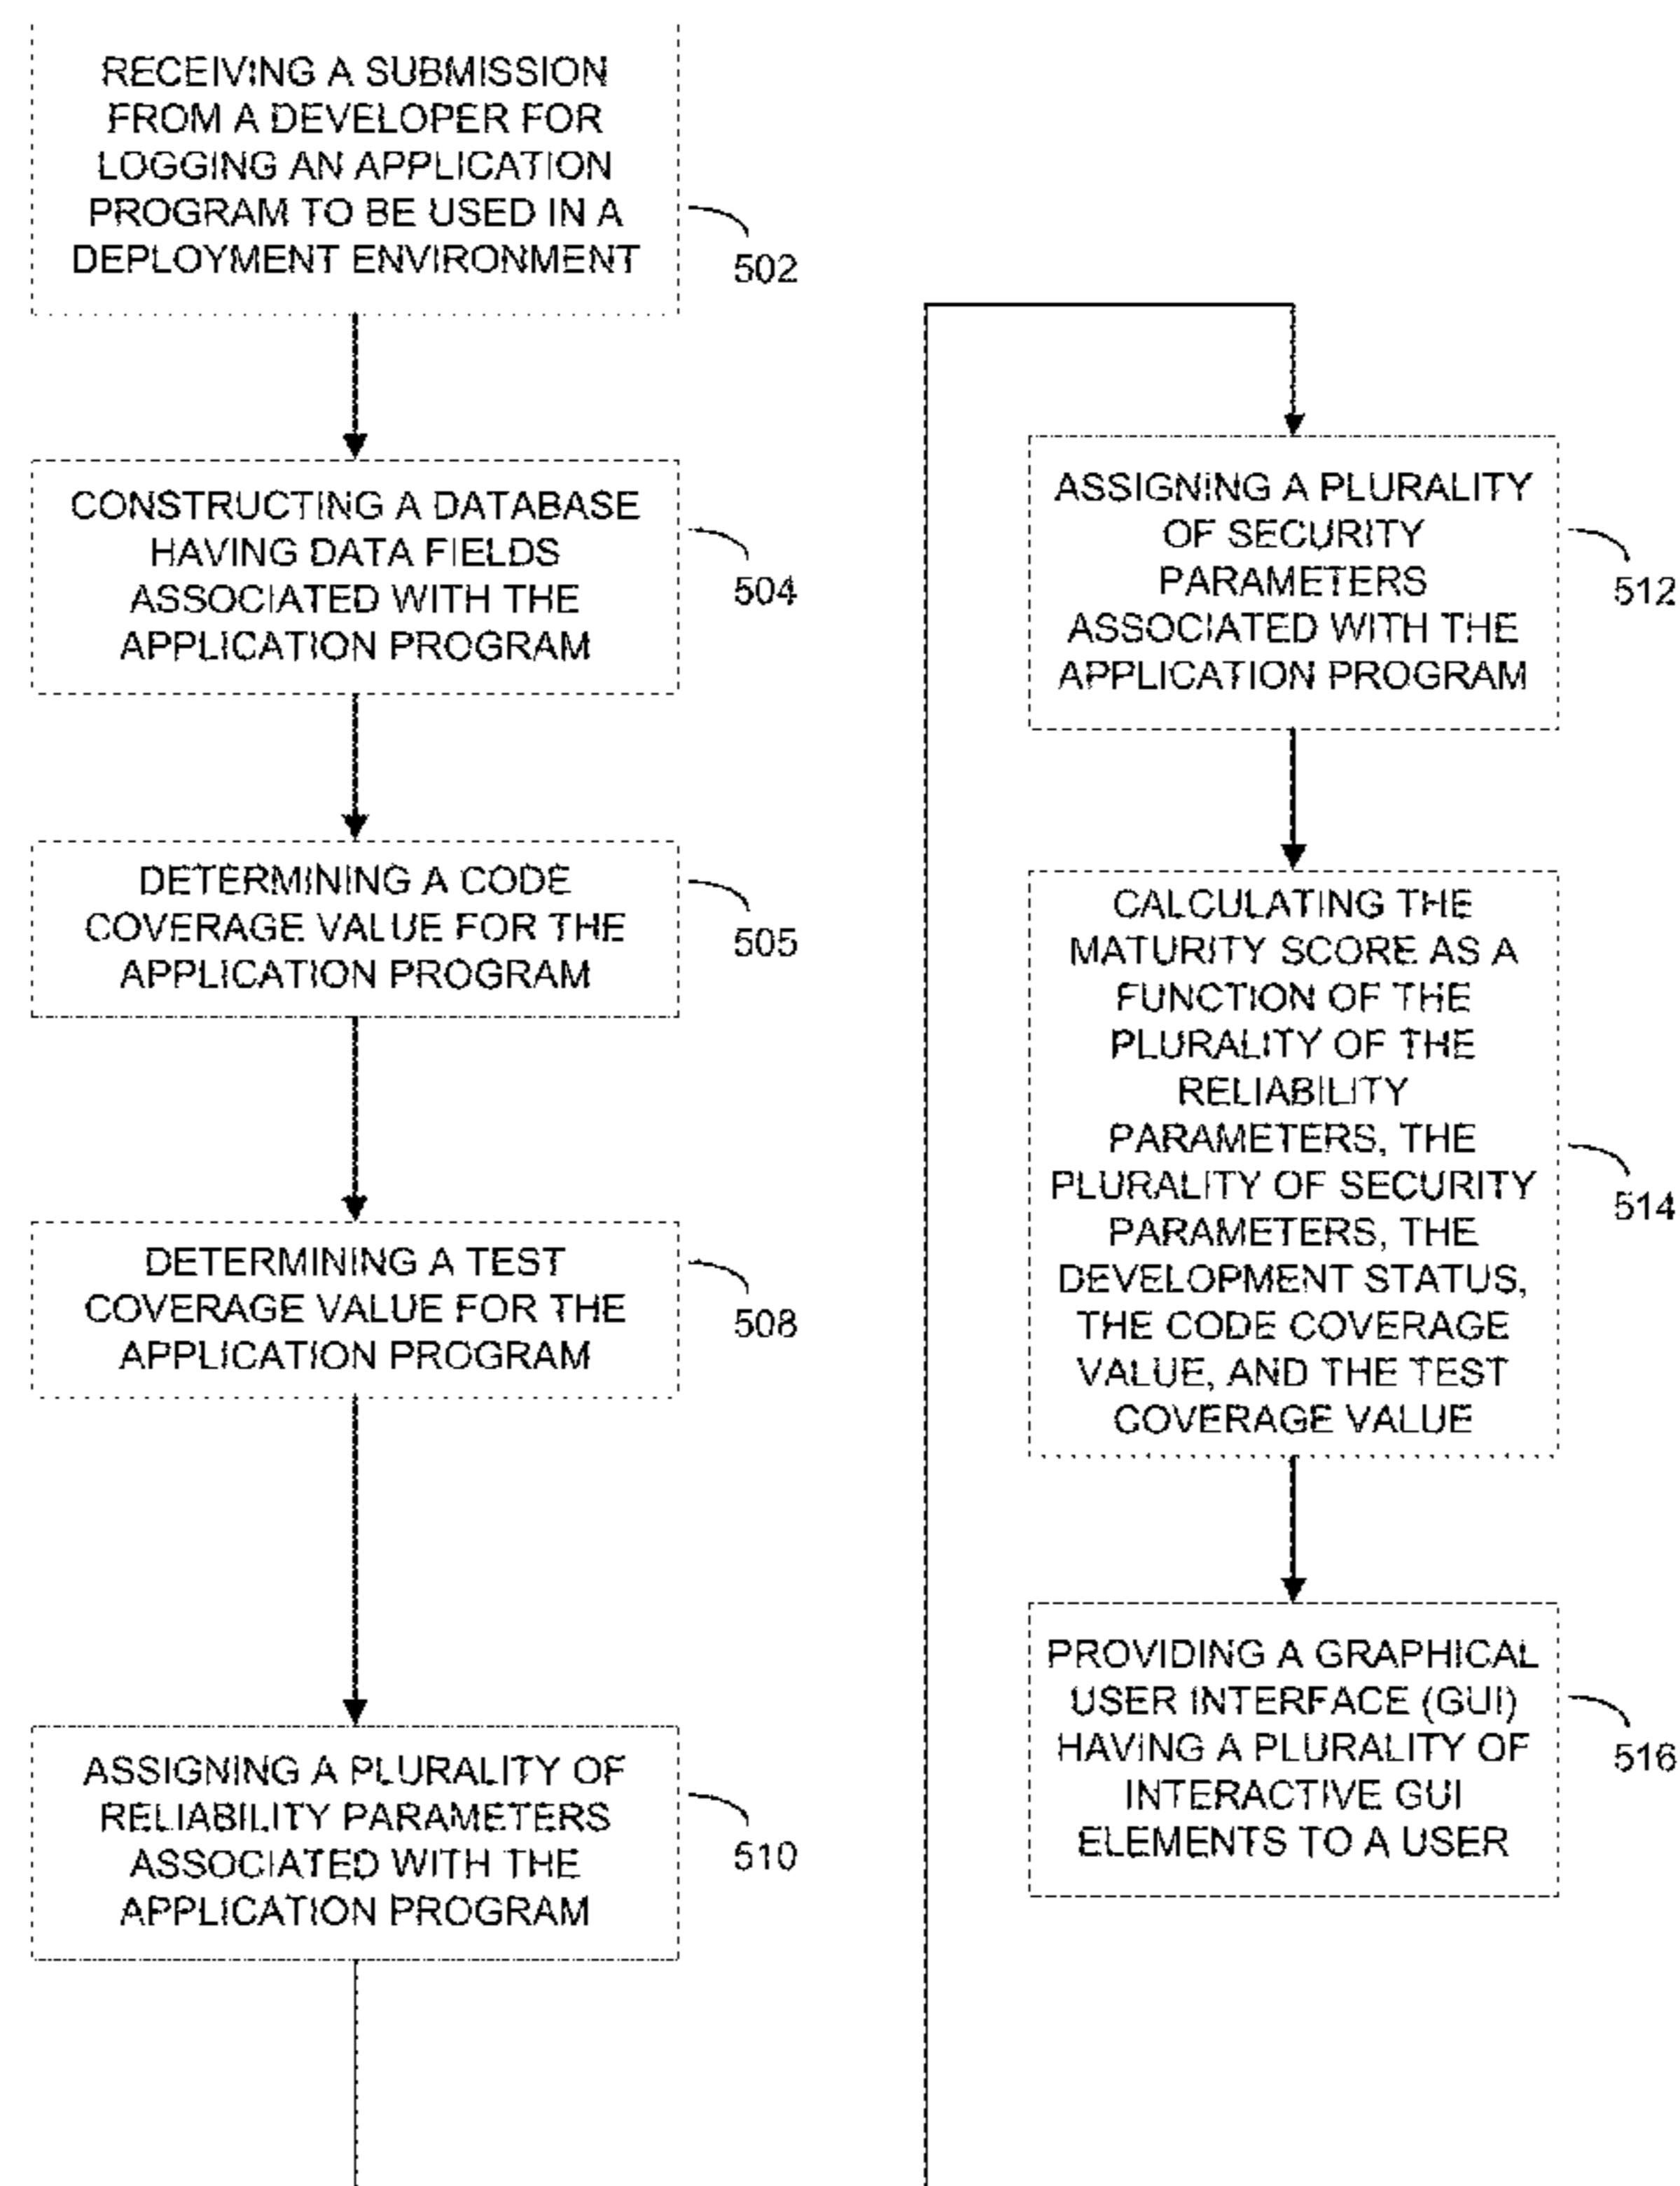 RECEIVING A SUBMISSION
FROM A DEVELOPER FOR
LOGGING AN APPLICATION
PROGRAM TO BE USED IN A
DEPLOYMENT ENVIRONMENT
502
CONSTRUCTING A DATABASE
HAVING DATA FIELDS
ASSOCIATED WITH THE
APPLICATION PROGRAM
504
DETERMINING A CODE
COVERAGE VALUE FOR THE
APPLICATION PROGRAM
505
DETERMINING A TEST
COVERAGE VALUE FOR THE
APPLICATION PROGRAM
508
ASSIGNING A PLURALITY OF
RELIABILITY PARAMETERS
ASSOCIATED WITH THE
APPLICATION PROGRAM
510
ASSIGNING A PLURALITY
OF SECURITY
PARAMETERS
ASSOCIATED WITH THE
APPLICATION PROGRAM
512
CALCULATING THE
MATURITY SCORE AS A
FUNCTION OF THE
PLURALITY OF THE
RELIABILITY
PARAMETERS, THE
PLURALITY OF SECURITY
PARAMETERS, THE
DEVELOPMENT STATUS,
THE CODE COVERAGE
VALUE, AND THE TEST
COVERAGE VALUE
514
PROVIDING A GRAPHICAL
USER INTERFACE (GUI)
HAVING A PLURALITY OF
INTERACTIVE GUI
ELEMENTS TO A USER
516